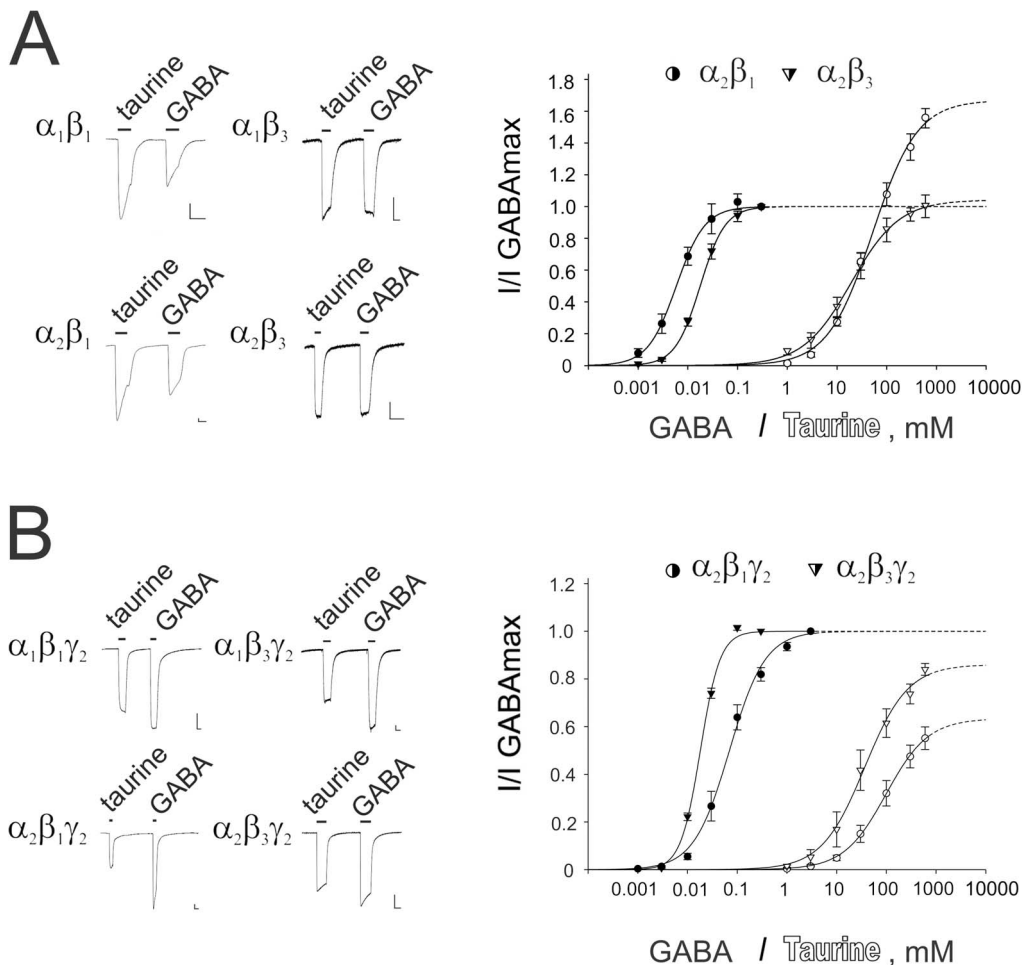 A
taurine GABA
α₁β₁
taurine GABA
α₁β₃
taurine GABA
α₂β₁
taurine GABA
α₂β₃
α₂β₁ α₂β₃
I/I GABAmax
1.8
1.6
1.4
1.2
1.0
0.8
0.6
0.4
0.2
0
0.001 0.01 0.1 1 10 100 1000 10000
GABA / Taurine , mM
B
taurine GABA
α₁β₁γ₂
taurine GABA
α₁β₃γ₂
taurine GABA
α₂β₁γ₂
taurine GABA
α₂β₃γ₂
α₂β₁γ₂ α₂β₃γ₂
I/I GABAmax
1.2
1.0
0.8
0.6
0.4
0.2
0
0.001 0.01 0.1 1 10 100 1000 10000
GABA / Taurine , mM